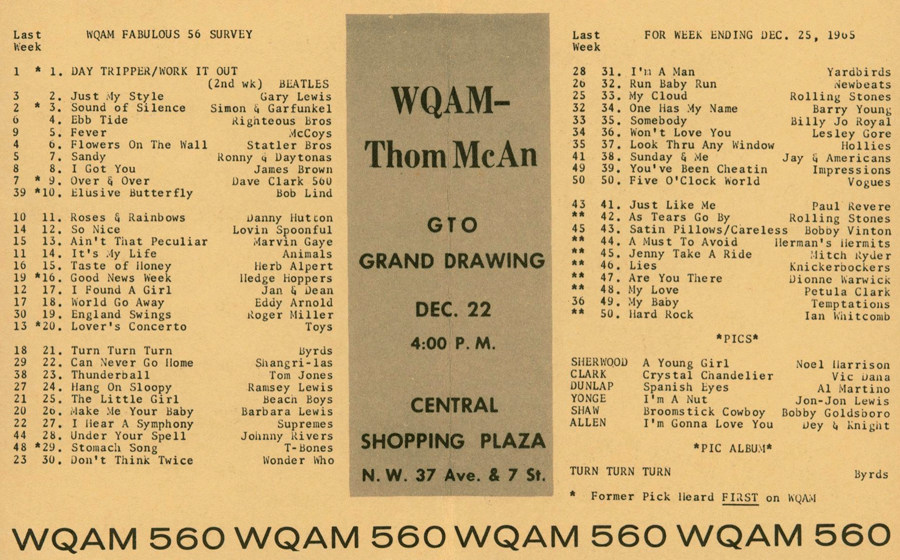 Last Week WQAM FABULOUS 56 SURVEY
1 * 1. DAY TRIPPER/WORK IT OUT
(2nd wk) BEATLES
3 2. Just My Style Gary Lewis
2 * 3. Sound of Silence Simon & Garfunkel
6 4. Ebb Tide Righteous Bros
9 5. Fever McCoys
4 6. Flowers On The Wall Statler Bros
5 7. Sandy Ronny & Daytonas
8 8. I Got You James Brown
7 * 9. Over & Over Dave Clark 560
39 *10. Elusive Butterfly Bob Lind
10 11. Roses & Rainbows Danny Hutton
14 12. So Nice Lovin Spoonful
15 13. Ain't That Peculiar Marvin Gaye
11 14. It's My Life Animals
16 15. Taste of Honey Herb Alpert
19 *16. Good News Week Hedge Hoppers
12 17. I Found A Girl Jan & Dean
17 18. World Go Away Eddy Arnold
30 19. England Swings Roger Miller
13 *20. Lover's Concerto Toys
18 21. Turn Turn Turn Byrds
29 22. Can Never Go Home Shangri-las
38 23. Thunderball Tom Jones
27 24. Hang On Sloopy Ramsey Lewis
21 25. The Little Girl Beach Boys
20 26. Make Me Your Baby Barbara Lewis
22 27. I Hear A Symphony Supremes
44 28. Under Your Spell Johnny Rivers
48 *29. Stomach Song T-Bones
23 30. Don't Think Twice Wonder Who
WQAM–
Thom McAn
GTO
GRAND DRAWING
DEC. 22
4:00 P. M.
CENTRAL
SHOPPING PLAZA
N. W. 37 Ave. & 7 St.
Last Week FOR WEEK ENDING DEC. 25, 1965
28 31. I'm A Man Yardbirds
26 32. Run Baby Run Newbeats
25 33. My Cloud Rolling Stones
32 34. One Has My Name Barry Young
33 35. Somebody Billy Jo Royal
34 36. Won't Love You Lesley Gore
35 37. Look Thru Any Window Hollies
41 38. Sunday & Me Jay & Americans
49 39. You've Been Cheatin Impressions
50 50. Five O'Clock World Vogues
43 41. Just Like Me Paul Revere
** 42. As Tears Go By Rolling Stones
45 43. Satin Pillows/Careless Bobby Vinton
** 44. A Must To Avoid Herman's Hermits
** 45. Jenny Take A Ride Mitch Ryder
** 46. Lies Knickerbockers
** 47. Are You There Dionne Warwick
** 48. My Love Petula Clark
36 49. My Baby Temptations
** 50. Hard Rock Ian Whitcomb
*PICS*
SHERWOOD A Young Girl Noel Harrison
CLARK Crystal Chandelier Vic Dana
DUNLAP Spanish Eyes Al Martino
YONGE I'm A Nut Jon-Jon Lewis
SHAW Broomstick Cowboy Bobby Goldsboro
ALLEN I'm Gonna Love You Dey & Knight
*PIC ALBUM*
TURN TURN TURN Byrds
* Former Pick Heard FIRST on WQAM
WQAM 560 WQAM 560 WQAM 560 WQAM 560